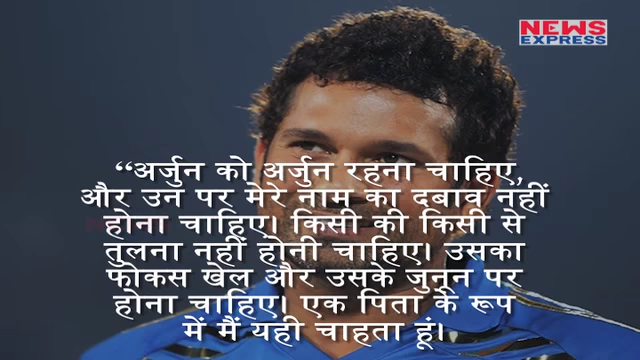 NEWS
EXPRESS
“अर्जुन को अर्जुन रहना चाहिए,
और उन पर मेरे नाम का दबाव नहीं
होना चाहिए। किसी की किसी से
तुलना नहीं होनी चाहिए। उसका
फोकस खेल और उसके जुनून पर
होना चाहिए। एक पिता के रूप
में मैं यही चाहता हूं।